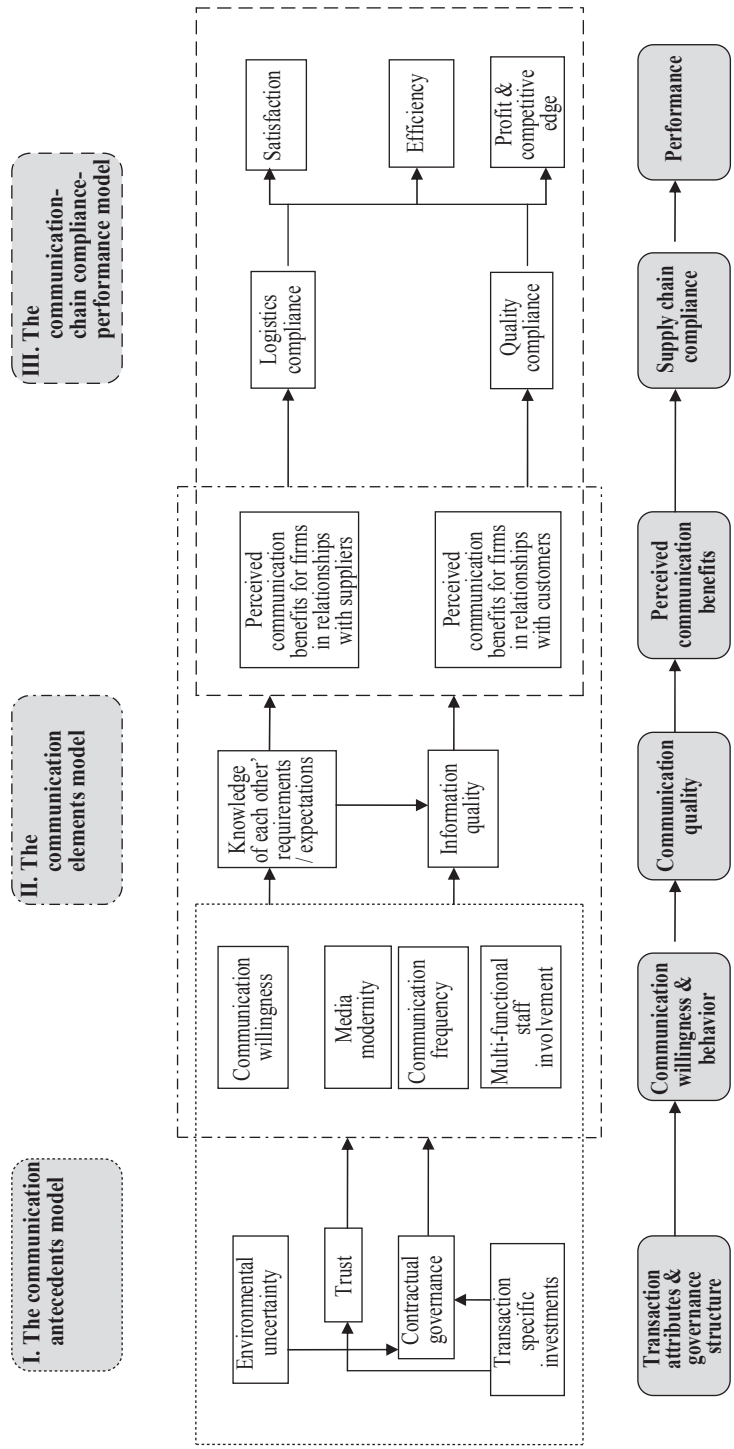 I. The communication
antecedents model
II. The
communication
elements model
III. The
communication-
chain compliance-
performance model
Environmental
uncertainty
Trust
Contractual
governance
Transaction
specific
investments
Communication
willingness
Media
modernity
Communication
frequency
Multi-functional
staff
involvement
Knowledge
of each other'
requirements
/ expectations
Information
quality
Perceived
communication
benefits for firms
in relationships
with suppliers
Perceived
communication
benefits for firms
in relationships
with customers
Logistics
compliance
Quality
compliance
Satisfaction
Efficiency
Profit &
competitive
edge
Transaction
attributes &
governance
structure
Communication
willingness &
behavior
Communication
quality
Perceived
communication
benefits
Supply chain
compliance
Performance